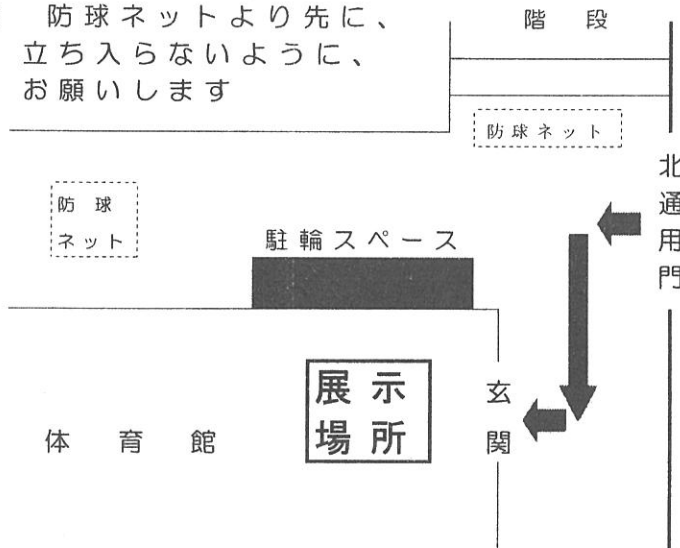 防球ネットより先に、
立ち入らないように、
お願いします
階段
防球ネット
北通用門
防球
ネット
駐輪スペース
展示
場所
玄関
体育館